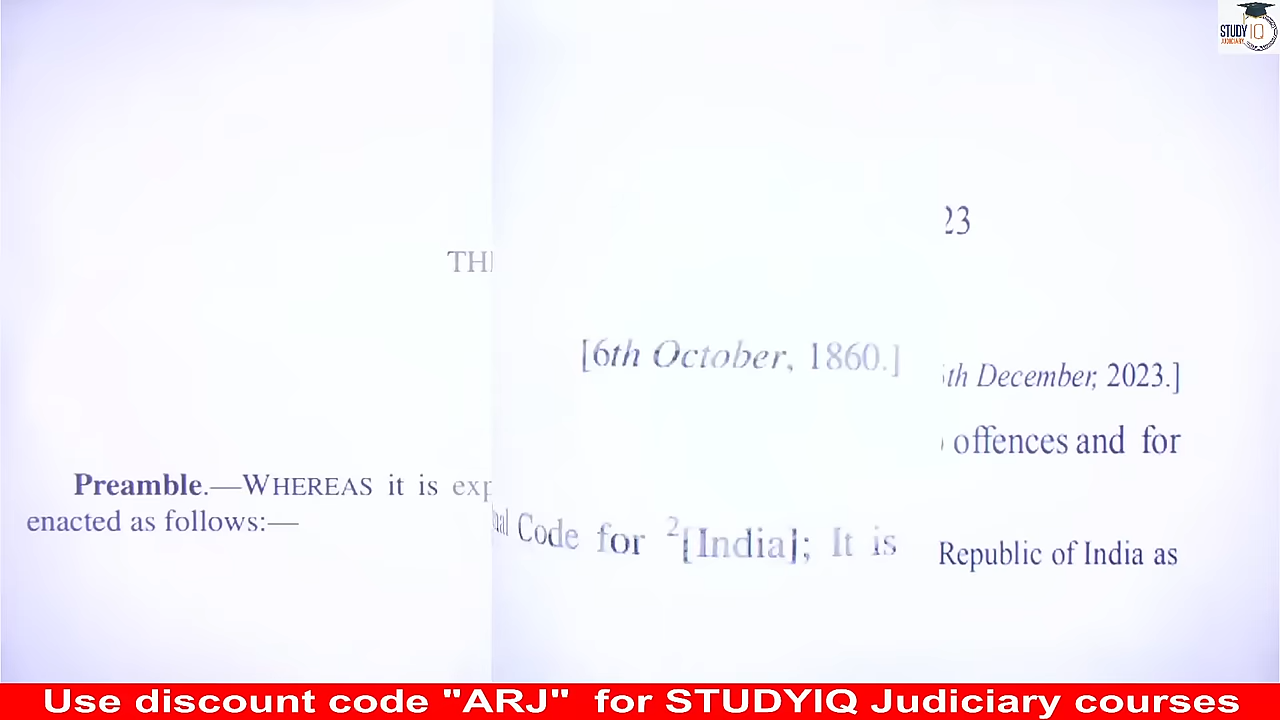 STUDY IQ
JUDICIARY
23
TH
[6th October, 1860.]
th December, 2023.]
offences and for
Preamble.—WHEREAS it is exp
enacted as follows:—
Code for 2[India]; It is
Republic of India as
Use discount code "ARJ" for STUDYIQ Judiciary courses